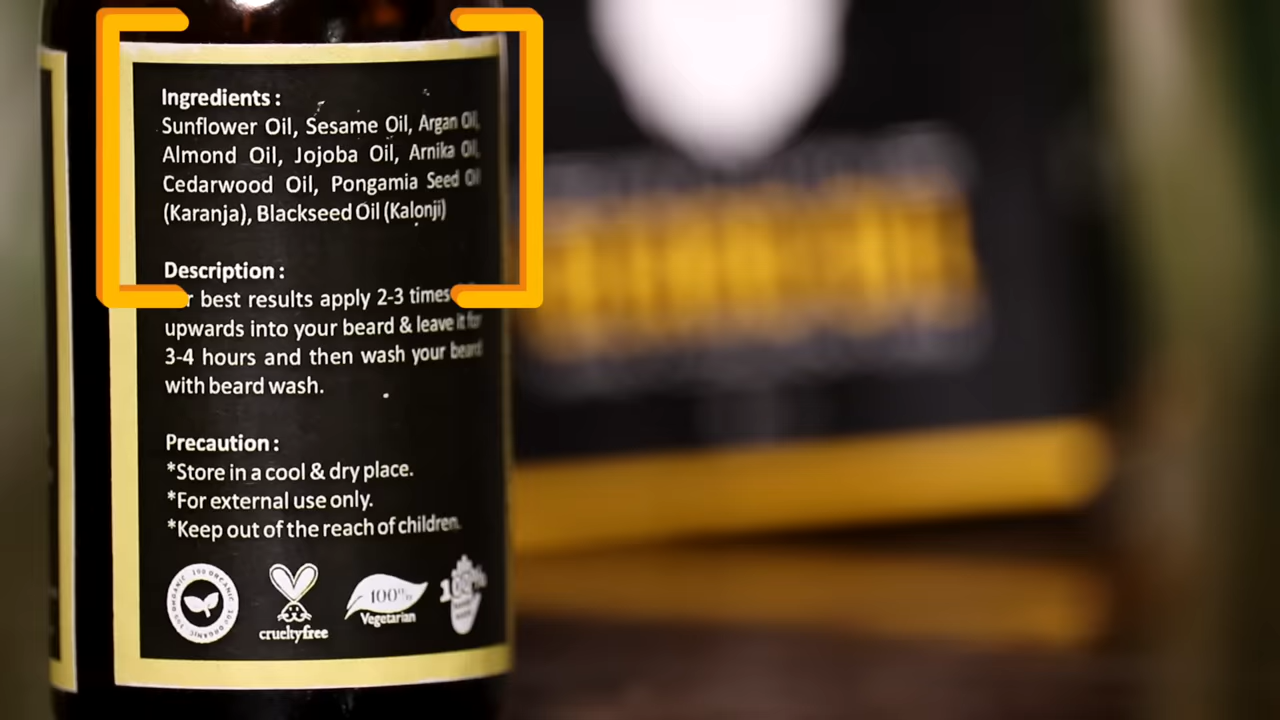 Ingredients :
Sunflower Oil, Sesame Oil, Argan Oil,
Almond Oil, Jojoba Oil, Arnika Oil,
Cedarwood Oil, Pongamia Seed Oil
(Karanja), Blackseed Oil (Kalonji)
Description :
best results apply 2-3 times
upwards into your beard & leave it for
3-4 hours and then wash your beard
with beard wash.
Precaution :
*Store in a cool & dry place.
*For external use only.
*Keep out of the reach of children.
100% ORGANIC
crueltyfree
100%
Vegetarian
100%